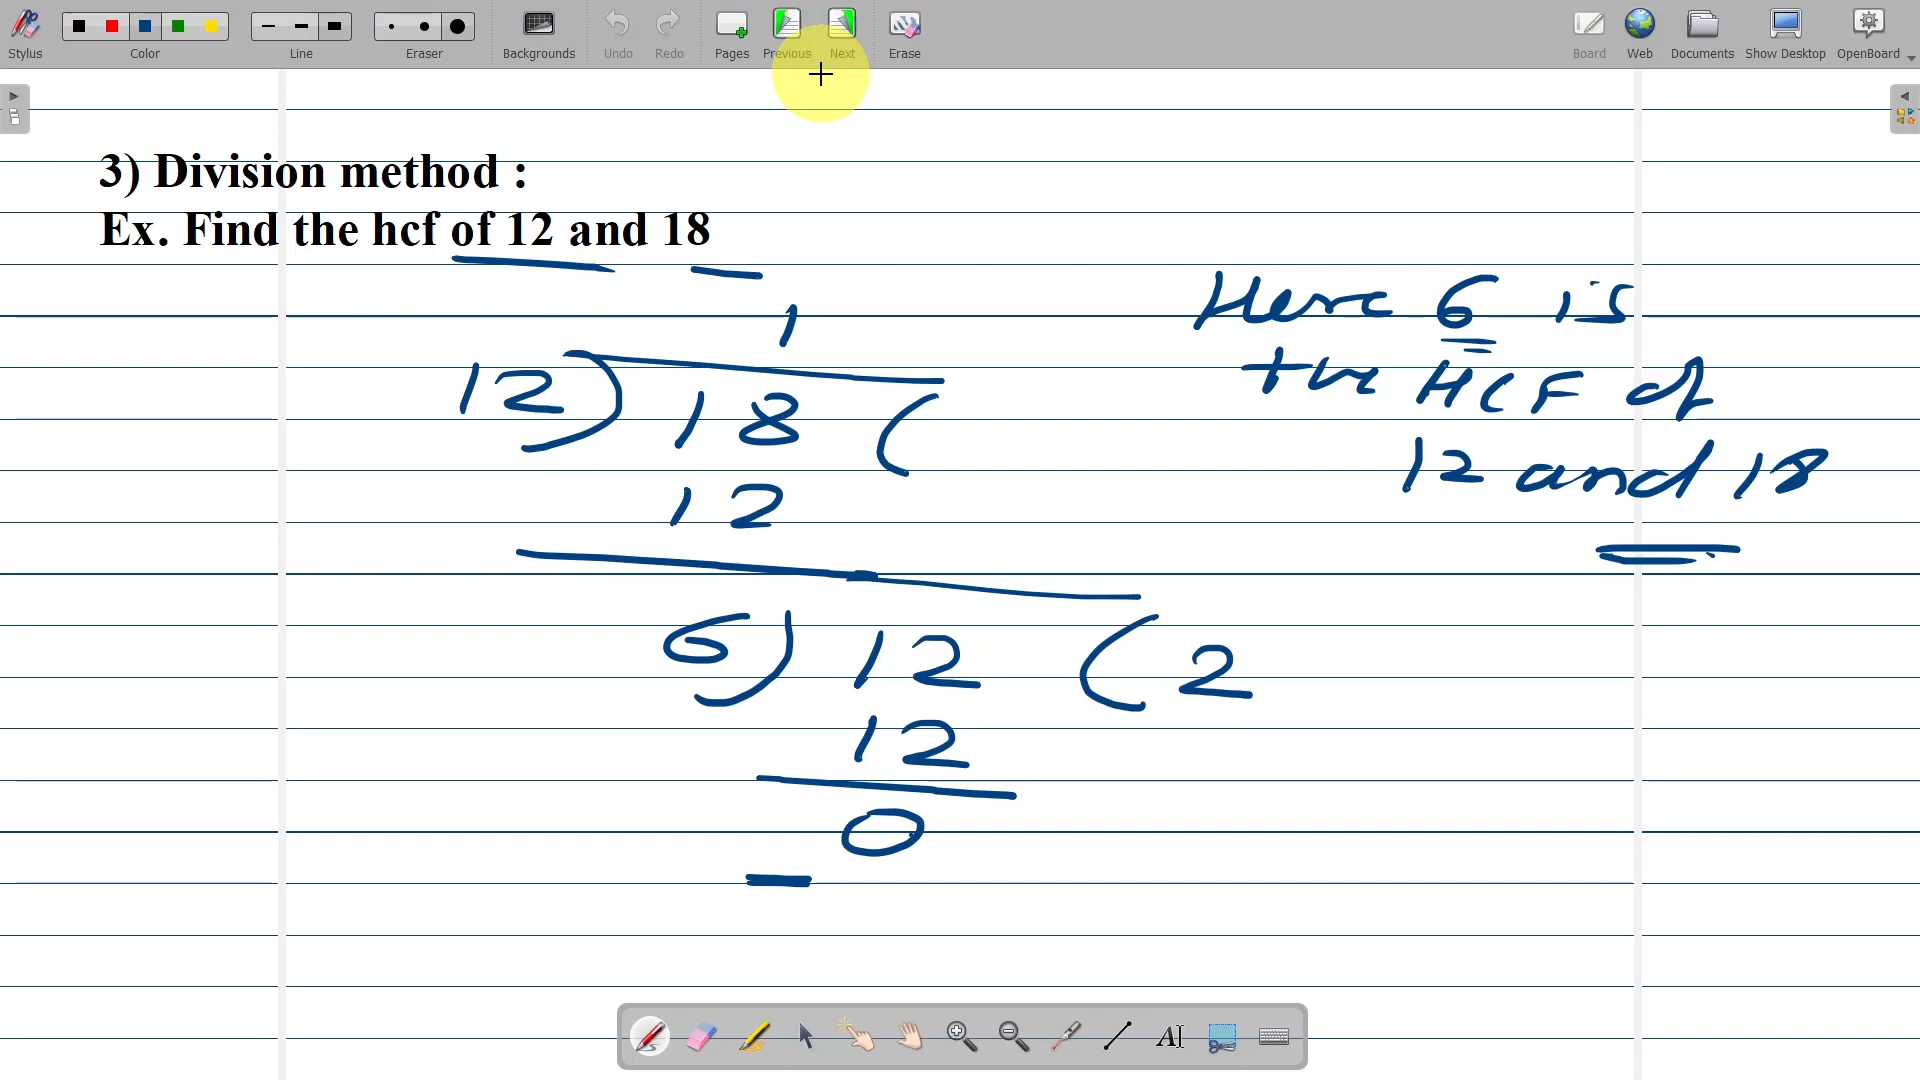 Stylus
Color
Line
Eraser
Backgrounds
Undo
Redo
Pages
Previous
Next
Erase
Board
Web
Documents
Show Desktop
OpenBoard
3) Division method :
Ex. Find the hcf of 12 and 18
1
12 ) 18 (
12
6 ) 12 ( 2
12
0
Here 6 is
the HCF of
12 and 18